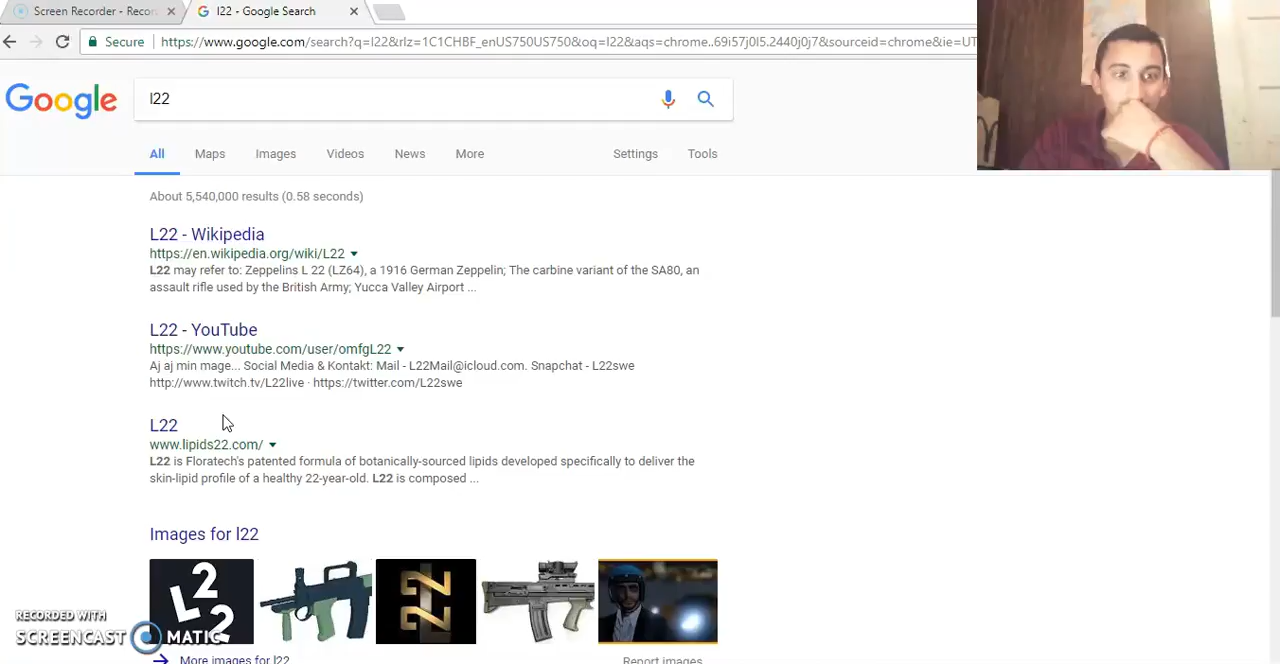 Screen Recorder - Recor
l22 - Google Search
Secure
https://www.google.com/search?q=l22&rlz=1C1CHBF_enUS750US750&oq=l22&aqs=chrome..69i57j0l5.2440j0j7&sourceid=chrome&ie=UT
Google
l22
All
Maps
Images
Videos
News
More
Settings
Tools
About 5,540,000 results (0.58 seconds)
L22 - Wikipedia
https://en.wikipedia.org/wiki/L22
L22 may refer to: Zeppelins L 22 (LZ64), a 1916 German Zeppelin; The carbine variant of the SA80, an
assault rifle used by the British Army; Yucca Valley Airport ...
L22 - YouTube
https://www.youtube.com/user/omfgL22
Aj aj min mage... Social Media & Kontakt: Mail - L22Mail@icloud.com. Snapchat - L22swe
http://www.twitch.tv/L22live · https://twitter.com/L22swe
L22
www.lipids22.com/
L22 is Floratech's patented formula of botanically-sourced lipids developed specifically to deliver the
skin-lipid profile of a healthy 22-year-old. L22 is composed ...
Images for l22
L22
22
RECORDED WITH
SCREENCAST MATIC
More images for l22
Report images